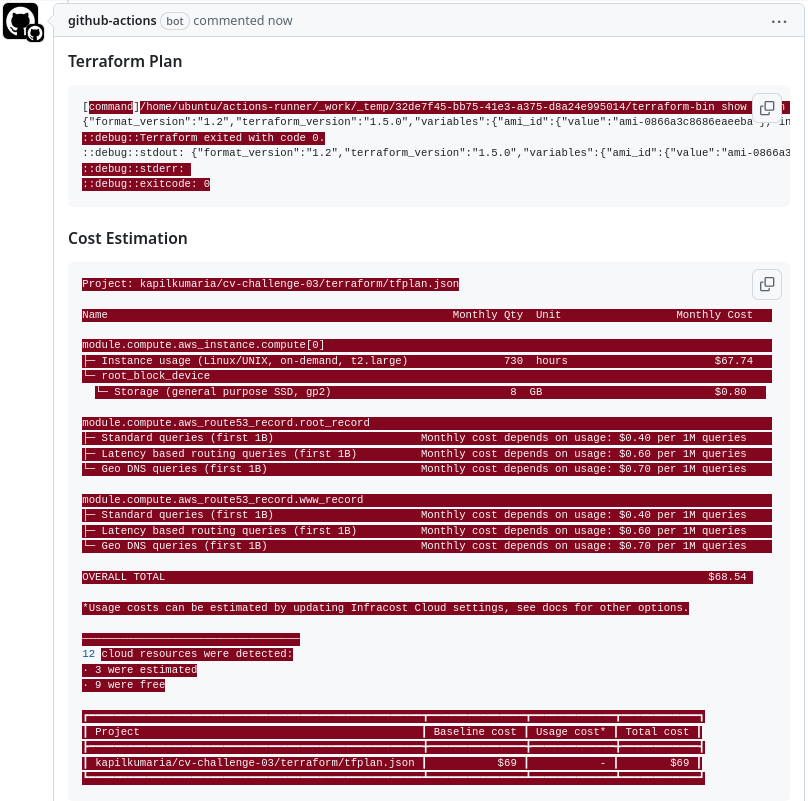 github-actions bot commented now
Terraform Plan
[command]/home/ubuntu/actions-runner/_work/_temp/32de7f45-bb75-41e3-a375-d8a24e995014/terraform-bin show
{"format_version":"1.2","terraform_version":"1.5.0","variables":{"ami_id":{"value":"ami-0866a3c8686eaeeba"},"in
::debug::Terraform exited with code 0.
::debug::stdout: {"format_version":"1.2","terraform_version":"1.5.0","variables":{"ami_id":{"value":"ami-0866a3
::debug::stderr:
::debug::exitcode: 0
Cost Estimation
Project: kapilkumaria/cv-challenge-03/terraform/tfplan.json
Name Monthly Qty Unit Monthly Cost
module.compute.aws_instance.compute[0]
├─ Instance usage (Linux/UNIX, on-demand, t2.large) 730 hours $67.74
└─ root_block_device
└─ Storage (general purpose SSD, gp2) 8 GB $0.80
module.compute.aws_route53_record.root_record
├─ Standard queries (first 1B) Monthly cost depends on usage: $0.40 per 1M queries
├─ Latency based routing queries (first 1B) Monthly cost depends on usage: $0.60 per 1M queries
└─ Geo DNS queries (first 1B) Monthly cost depends on usage: $0.70 per 1M queries
module.compute.aws_route53_record.www_record
├─ Standard queries (first 1B) Monthly cost depends on usage: $0.40 per 1M queries
├─ Latency based routing queries (first 1B) Monthly cost depends on usage: $0.60 per 1M queries
└─ Geo DNS queries (first 1B) Monthly cost depends on usage: $0.70 per 1M queries
OVERALL TOTAL $68.54
*Usage costs can be estimated by updating Infracost Cloud settings, see docs for other options.
12 cloud resources were detected:
∙ 3 were estimated
∙ 9 were free
Project Baseline cost Usage cost* Total cost
kapilkumaria/cv-challenge-03/terraform/tfplan.json $69 - $69